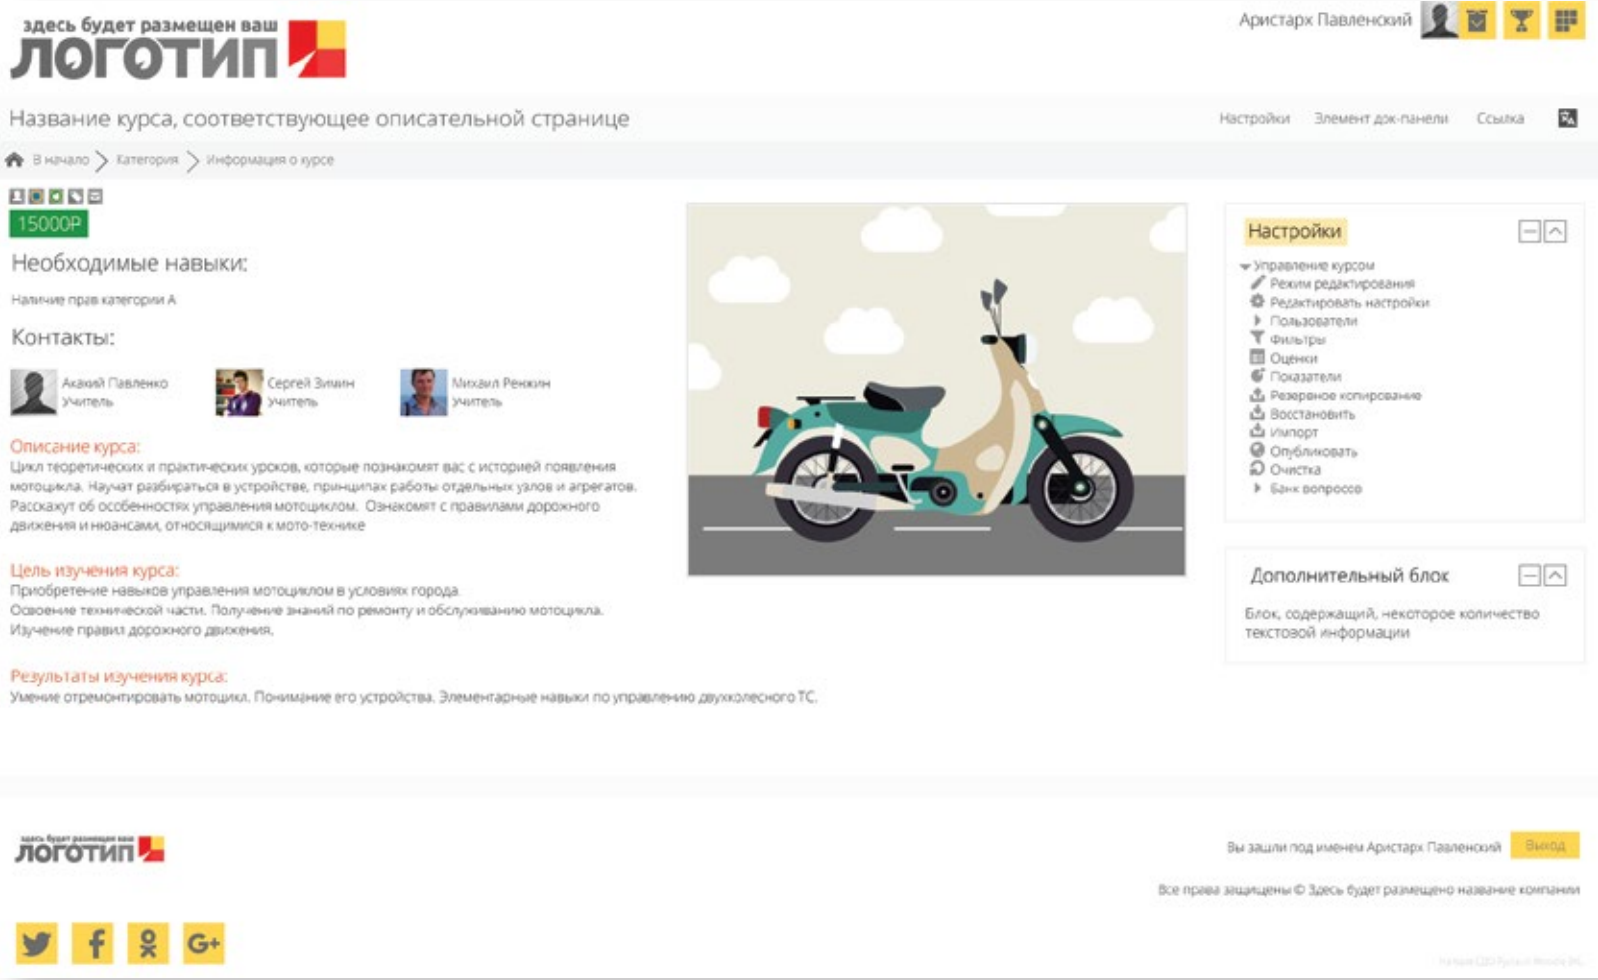 здесь будет размещен ваш
ЛОГОТИП
Аристарх Павленский
Название курса, соответствующее описательной странице
Настройки Элемент док-панели Ссылка
В начало Категория Информация о курсе
15000₽
Необходимые навыки:
Наличие прав категории А
Контакты:
Акакий Павленко
Учитель
Сергей Зимин
Учитель
Михаил Ренжин
Учитель
Описание курса:
Цикл теоретических и практических уроков, которые познакомят вас с историей появления
мотоцикла. Научат разбираться в устройстве, принципах работы отдельных узлов и агрегатов.
Расскажут об особенностях управления мотоциклом. Ознакомят с правилами дорожного
движения и нюансами, относящимися к мото-технике
Цель изучения курса:
Приобретение навыков управления мотоциклом в условиях города.
Освоение технической части. Получение знаний по ремонту и обслуживанию мотоцикла.
Изучение правил дорожного движения.
Результаты изучения курса:
Умение отремонтировать мотоцикл. Понимание его устройства. Элементарные навыки по управлению двухколесного ТС.
Настройки
Управление курсом
Режим редактирования
Редактировать настройки
Пользователи
Фильтры
Оценки
Показатели
Резервное копирование
Восстановить
Импорт
Опубликовать
Очистка
Банк вопросов
Дополнительный блок
Блок, содержащий, некоторое количество
текстовой информации
здесь будет размещен ваш
ЛОГОТИП
Вы зашли под именем Аристарх Павленский Выход
Все права защищены © Здесь будет размещено название компании
G+